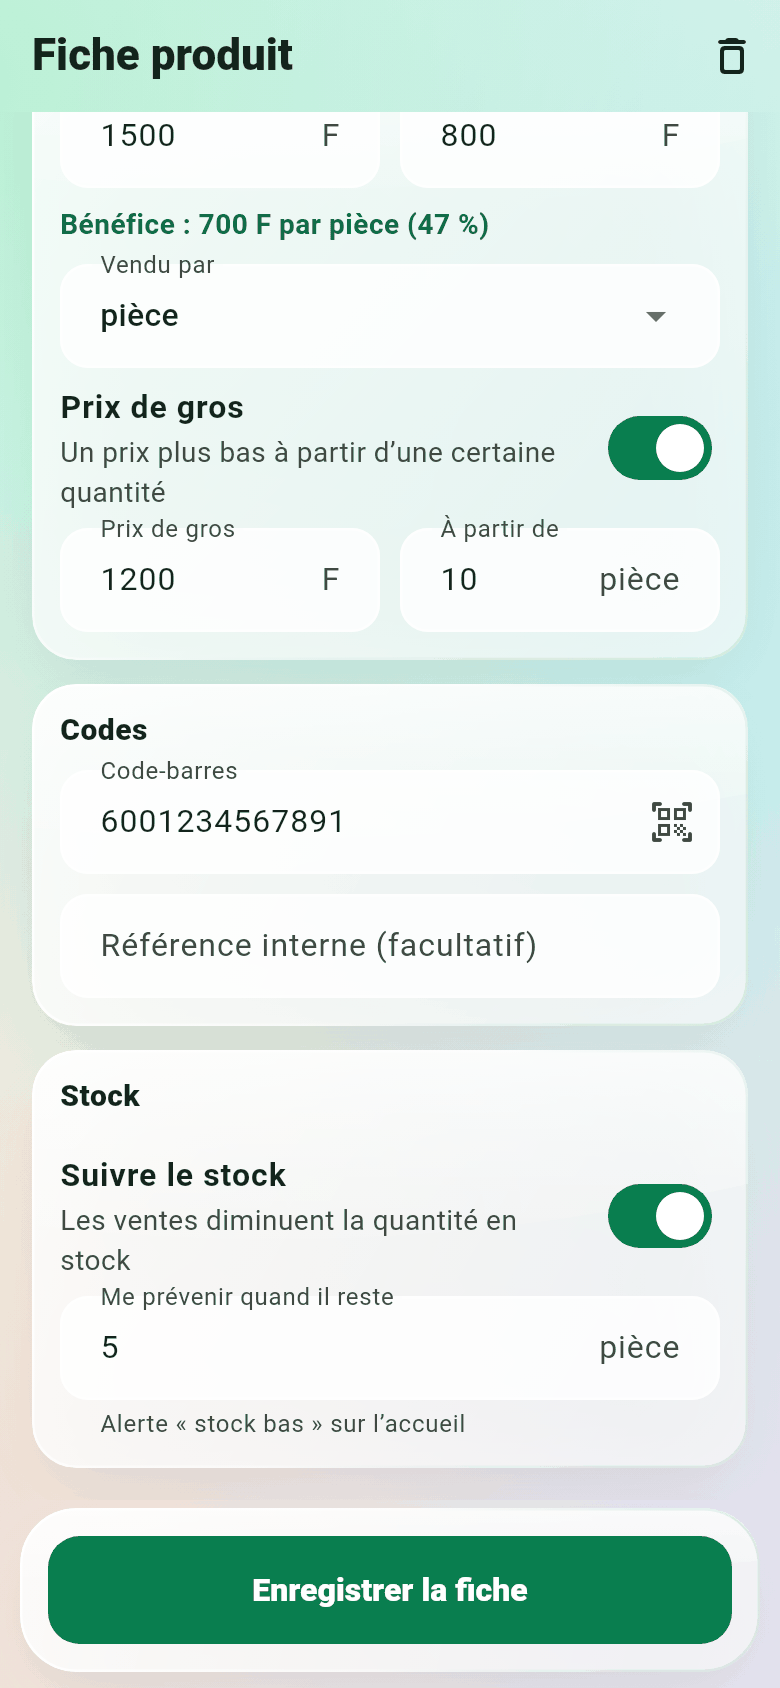 Fiche produit
1500 F 800 F
Bénéfice : 700 F par pièce (47 %)
Vendu par
pièce
Prix de gros
Un prix plus bas à partir d’une certaine
quantité
Prix de gros À partir de
1200 F 10 pièce
Codes
Code-barres
6001234567891
Référence interne (facultatif)
Stock
Suivre le stock
Les ventes diminuent la quantité en
stock
Me prévenir quand il reste
5 pièce
Alerte « stock bas » sur l’accueil
Enregistrer la fiche